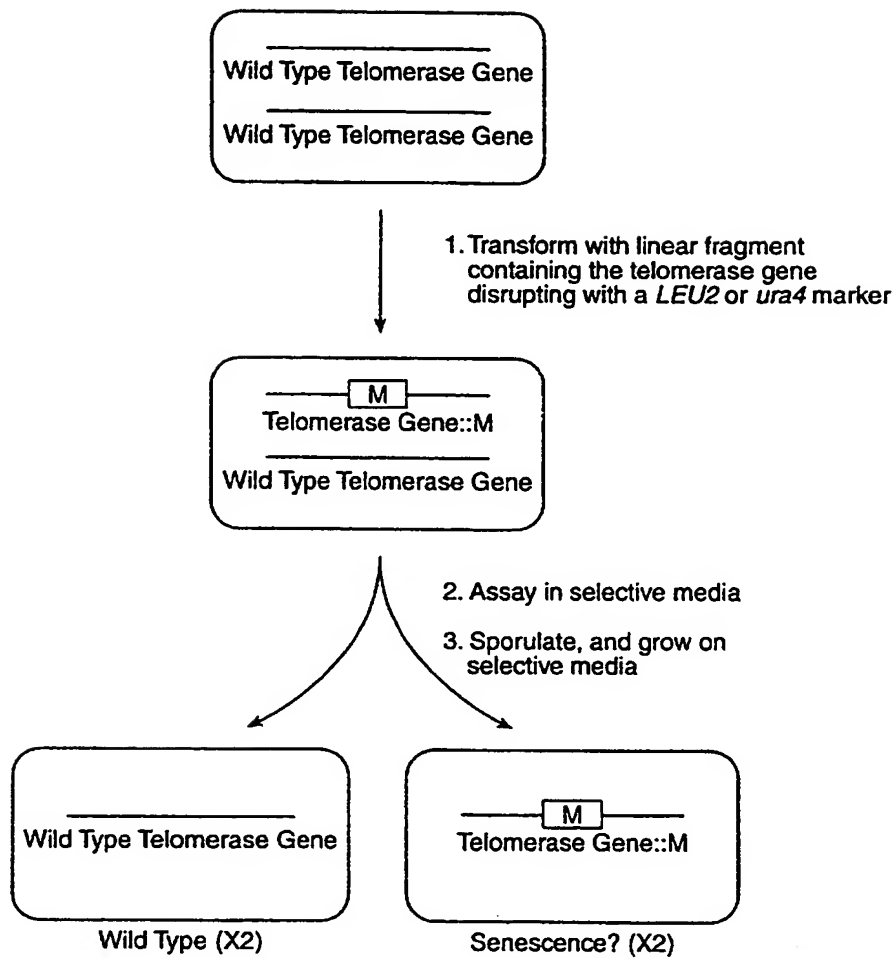 Wild Type Telomerase Gene
Wild Type Telomerase Gene
1. Transform with linear fragment
containing the telomerase gene
disrupting with a LEU2 or ura4 marker
M
Telomerase Gene::M
Wild Type Telomerase Gene
2. Assay in selective media
3. Sporulate, and grow on
selective media
Wild Type Telomerase Gene
M
Telomerase Gene::M
Wild Type (X2)
Senescence? (X2)